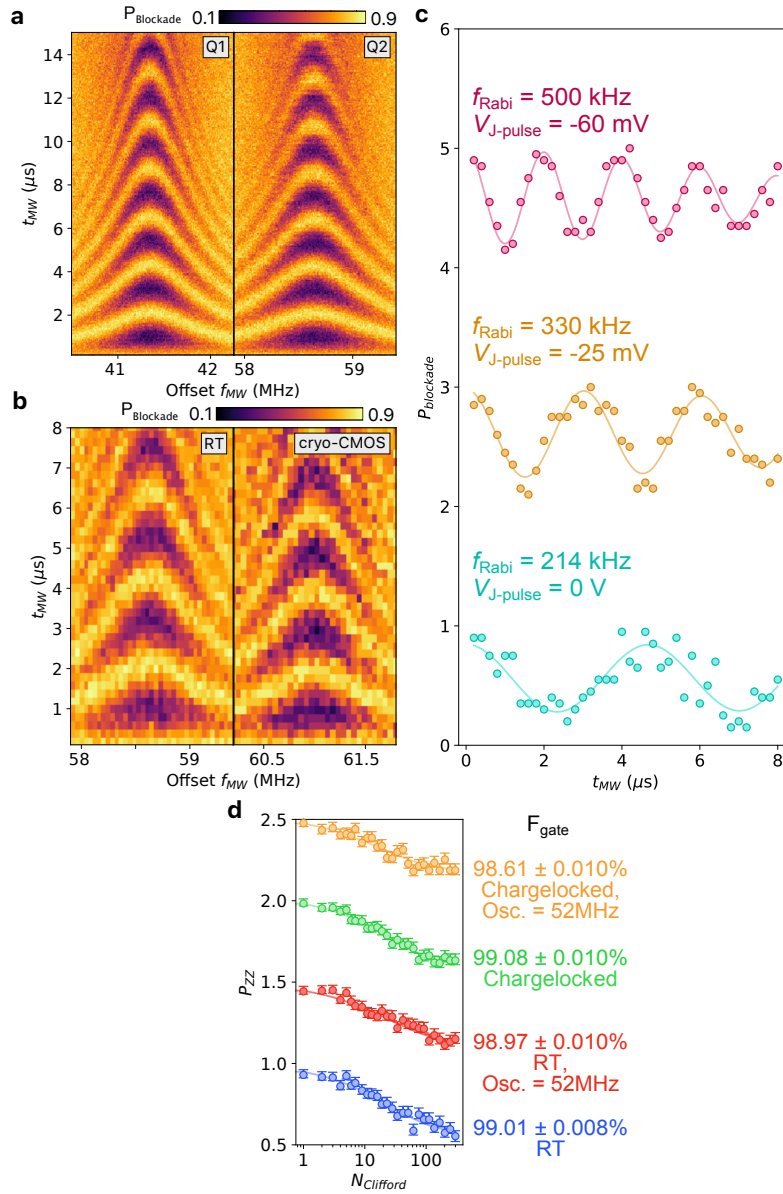 a
P_Blockade 0.1 0.9
Q1
Q2
14
12
10
8
6
4
2
t_MW (μs)
41 42 58 59
Offset f_MW (MHz)
b
P_Blockade 0.1 0.9
RT
cryo-CMOS
8
7
6
5
4
3
2
1
t_MW (μs)
58 59 60.5 61.5
Offset f_MW (MHz)
c
6
5
4
3
2
1
0
P_blockade
f_Rabi = 500 kHz
V_J-pulse = -60 mV
f_Rabi = 330 kHz
V_J-pulse = -25 mV
f_Rabi = 214 kHz
V_J-pulse = 0 V
0 2 4 6 8
t_MW (μs)
d
F_gate
2.5
2.0
1.5
1.0
0.5
P_ZZ
98.61 ± 0.010%
Chargelocked,
Osc. = 52MHz
99.08 ± 0.010%
Chargelocked
98.97 ± 0.010%
RT,
Osc. = 52MHz
99.01 ± 0.008%
RT
1 10 100
N_Clifford